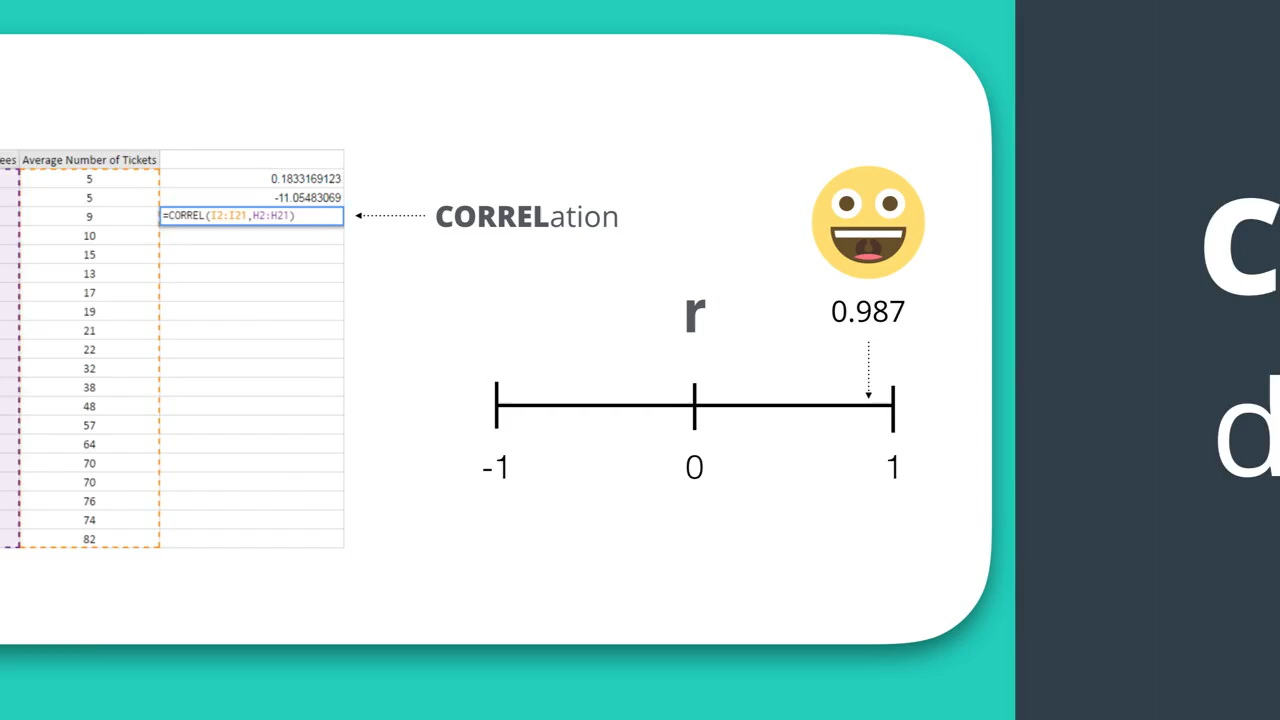 ees Average Number of Tickets
5 0.1833169123
5 -11.05483069
9 =CORREL(I2:I21,H2:H21)
10
15
13
17
19
21
22
32
38
48
57
64
70
70
76
74
82
CORRELation
r
0.987
-1 0 1
c
d